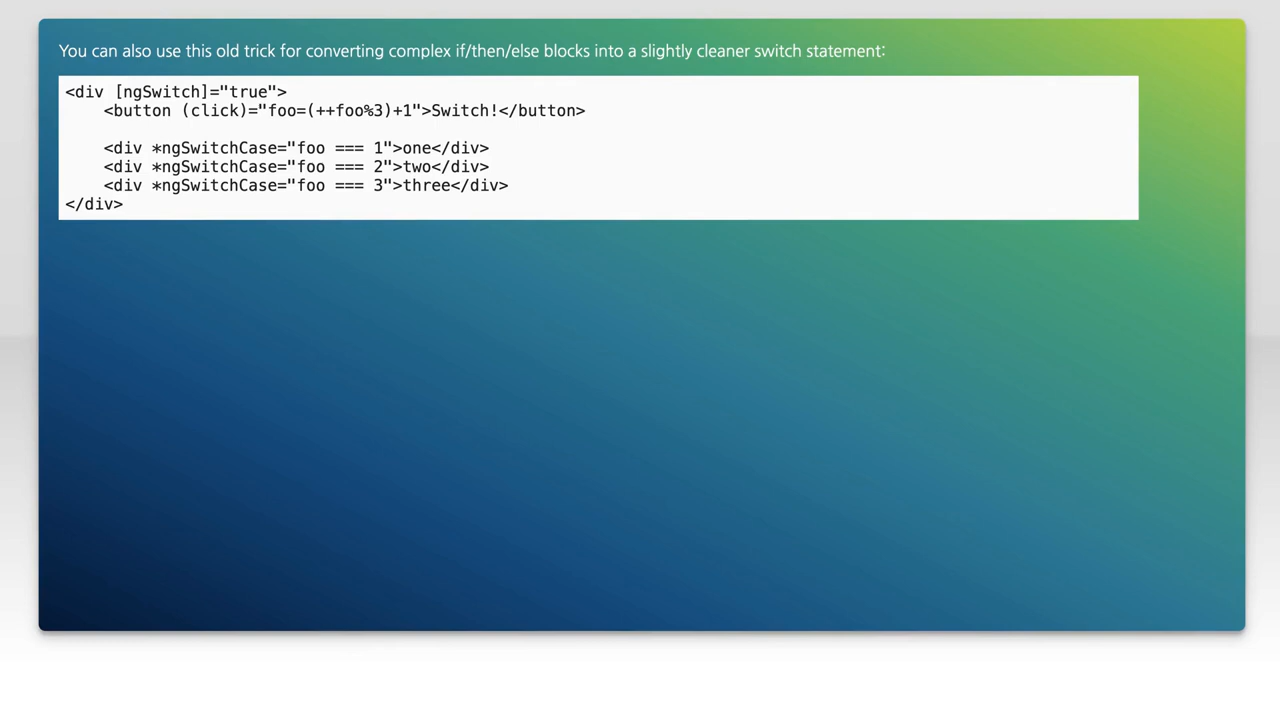 You can also use this old trick for converting complex if/then/else blocks into a slightly cleaner switch statement:
<div [ngSwitch]="true">
    <button (click)="foo=(++foo%3)+1">Switch!</button>

    <div *ngSwitchCase="foo === 1">one</div>
    <div *ngSwitchCase="foo === 2">two</div>
    <div *ngSwitchCase="foo === 3">three</div>
</div>